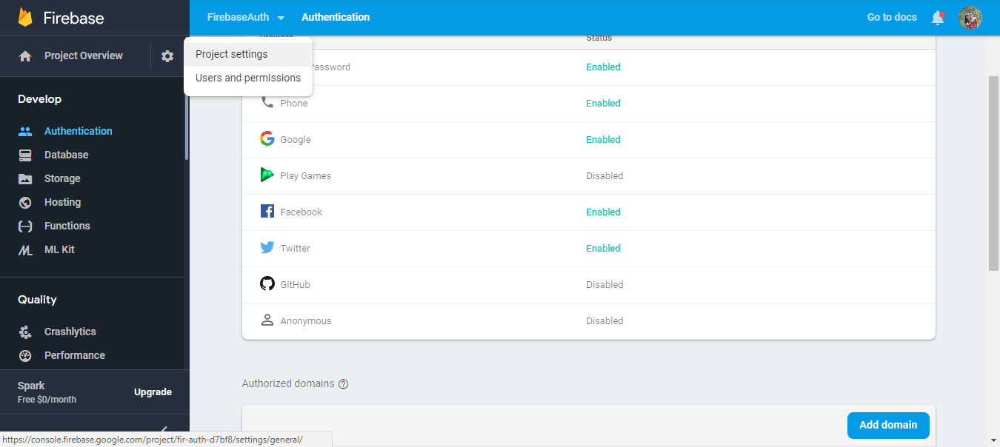 Firebase
FirebaseAuth
Authentication
Go to docs
Project Overview
Project settings
Users and permissions
Status
Password Enabled
Phone Enabled
Google Enabled
Play Games Disabled
Facebook Enabled
Twitter Enabled
GitHub Disabled
Anonymous Disabled
Authorized domains
Add domain
Develop
Authentication
Database
Storage
Hosting
Functions
ML Kit
Quality
Crashlytics
Performance
Spark
Free $0/month
Upgrade
https://console.firebase.google.com/project/fir-auth-d7bf8/settings/general/